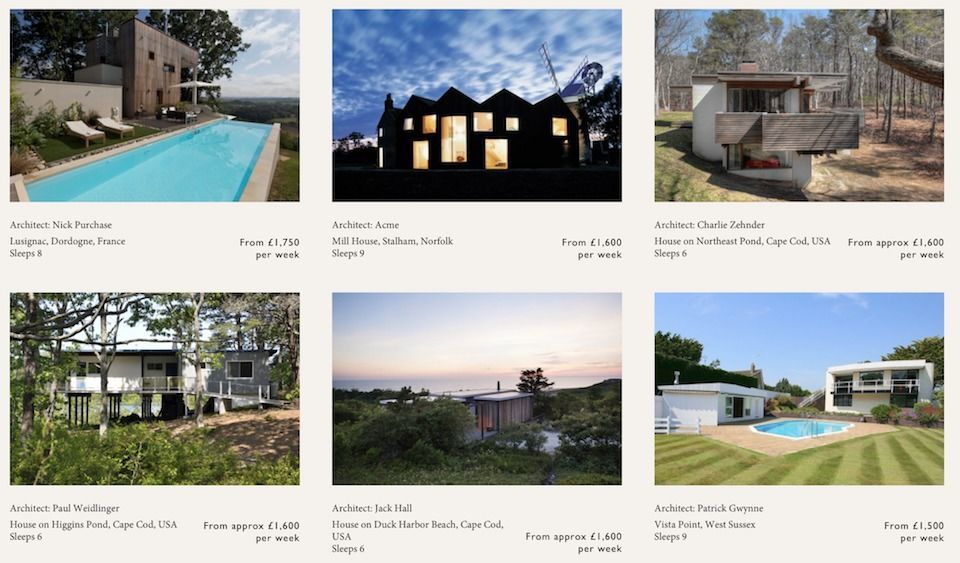 Architect: Nick Purchase
Lusignac, Dordogne, France
Sleeps 8
From £1,750
per week
Architect: Acme
Mill House, Stalham, Norfolk
Sleeps 9
From £1,600
per week
Architect: Charlie Zehnder
House on Northeast Pond, Cape Cod, USA
Sleeps 6
From approx £1,600
per week
Architect: Paul Weidlinger
House on Higgins Pond, Cape Cod, USA
Sleeps 6
From approx £1,600
per week
Architect: Jack Hall
House on Duck Harbor Beach, Cape Cod,
USA
Sleeps 6
From approx £1,600
per week
Architect: Patrick Gwynne
Vista Point, West Sussex
Sleeps 9
From £1,500
per week